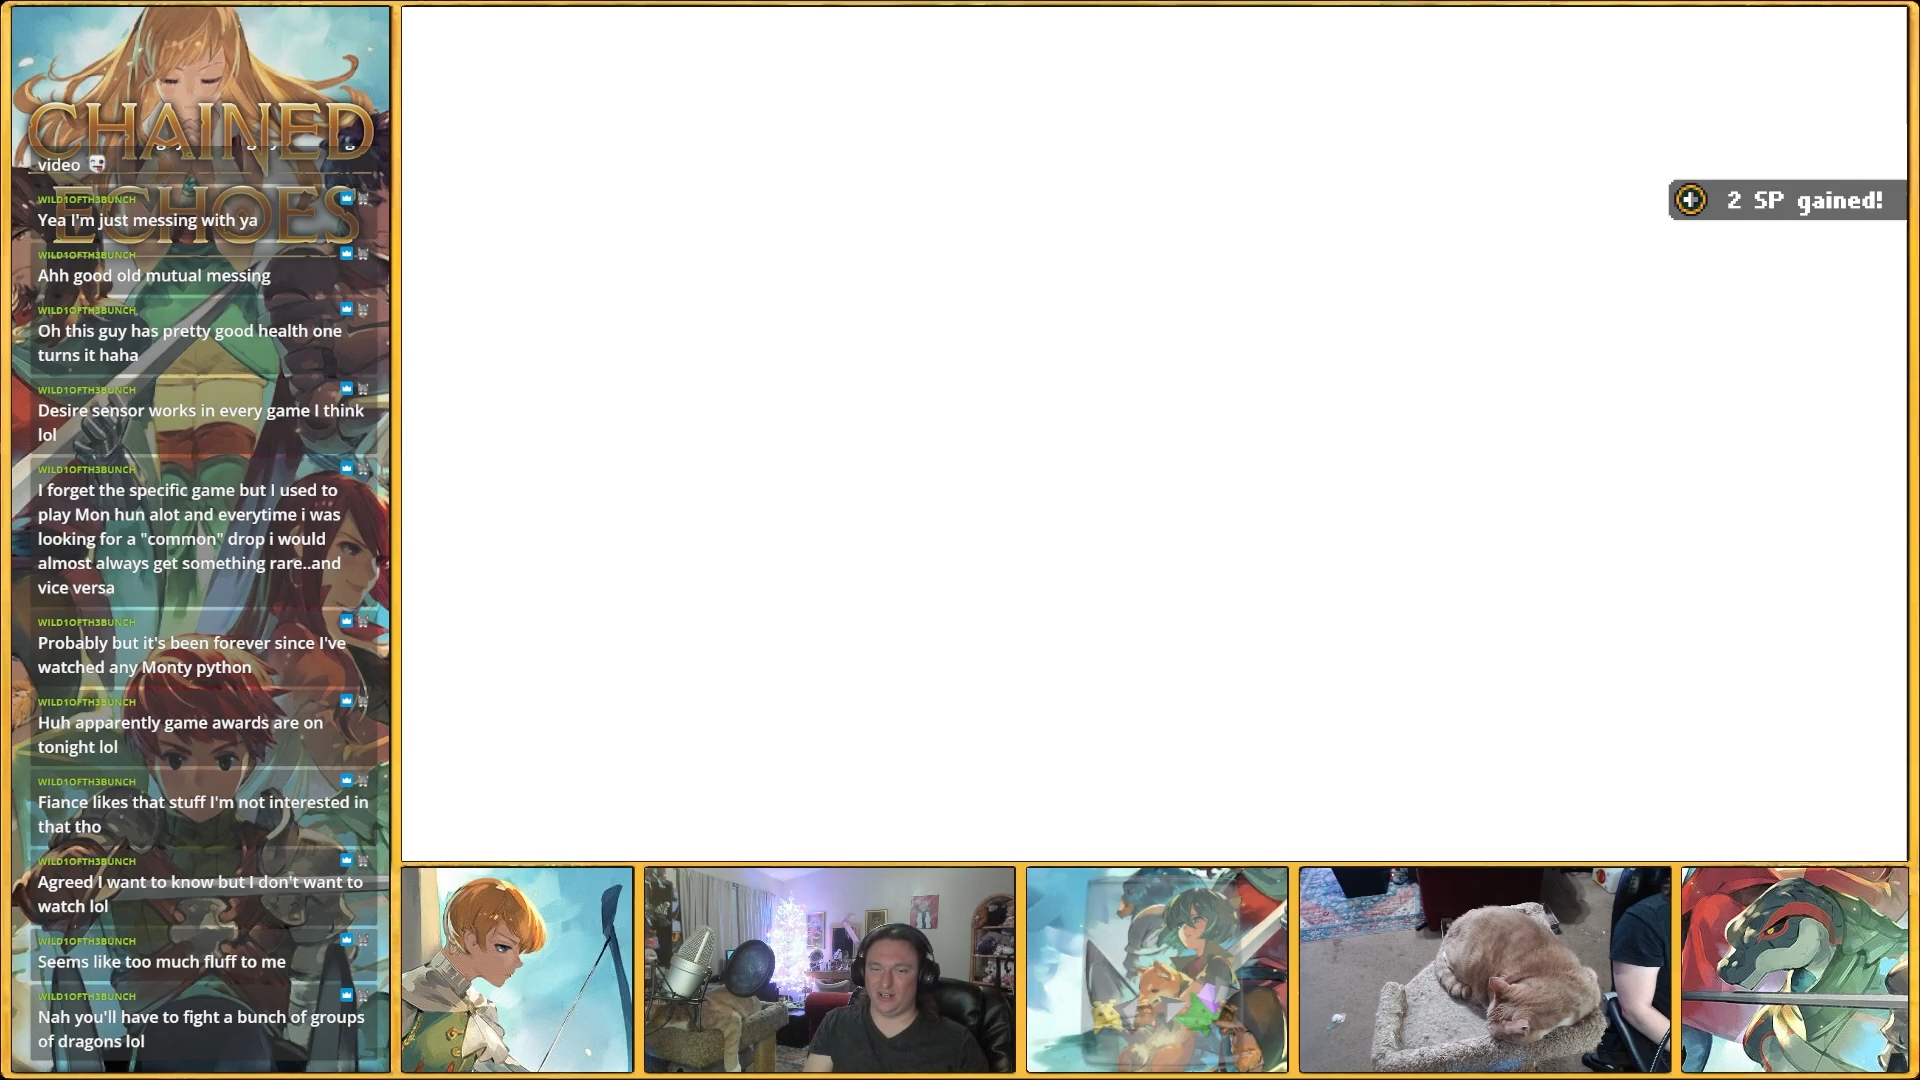 CHAINED
ECHOES
video
WILD1OFTH3BUNCH
Yea I'm just messing with ya
WILD1OFTH3BUNCH
Ahh good old mutual messing
WILD1OFTH3BUNCH
Oh this guy has pretty good health one
turns it haha
WILD1OFTH3BUNCH
Desire sensor works in every game I think
lol
WILD1OFTH3BUNCH
I forget the specific game but I used to
play Mon hun alot and everytime i was
looking for a "common" drop i would
almost always get something rare..and
vice versa
WILD1OFTH3BUNCH
Probably but it's been forever since I've
watched any Monty python
WILD1OFTH3BUNCH
Huh apparently game awards are on
tonight lol
WILD1OFTH3BUNCH
Fiance likes that stuff I'm not interested in
that tho
WILD1OFTH3BUNCH
Agreed I want to know but I don't want to
watch lol
WILD1OFTH3BUNCH
Seems like too much fluff to me
WILD1OFTH3BUNCH
Nah you'll have to fight a bunch of groups
of dragons lol
2 SP gained!